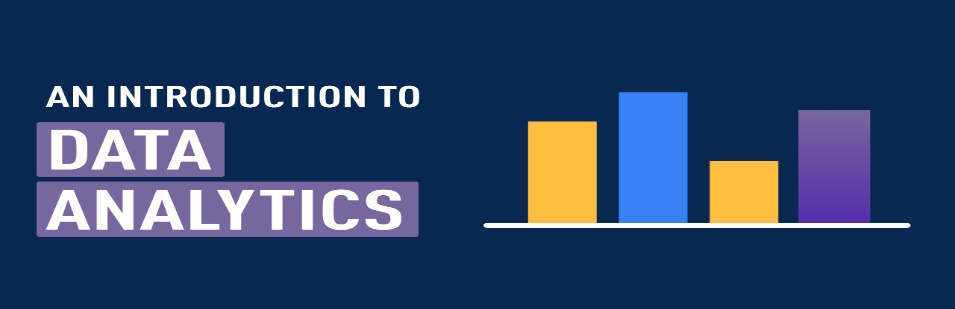 AN INTRODUCTION TO
DATA
ANALYTICS